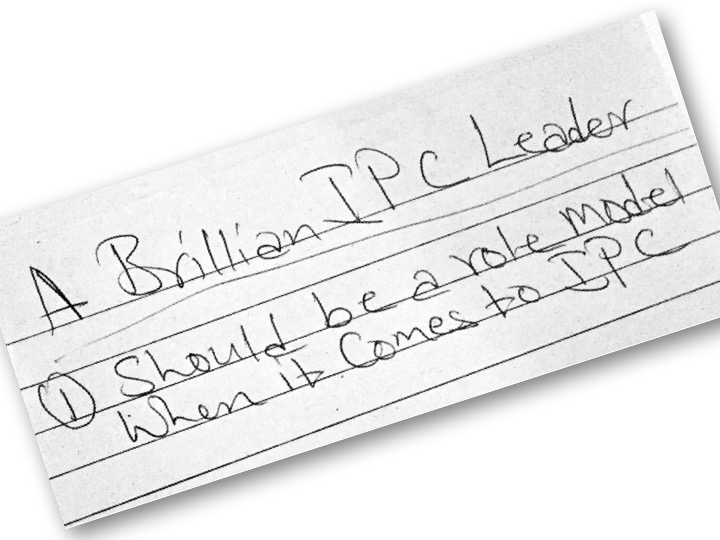 A Brillian IPC Leader
① Should be a role model
When it Comes to IPC